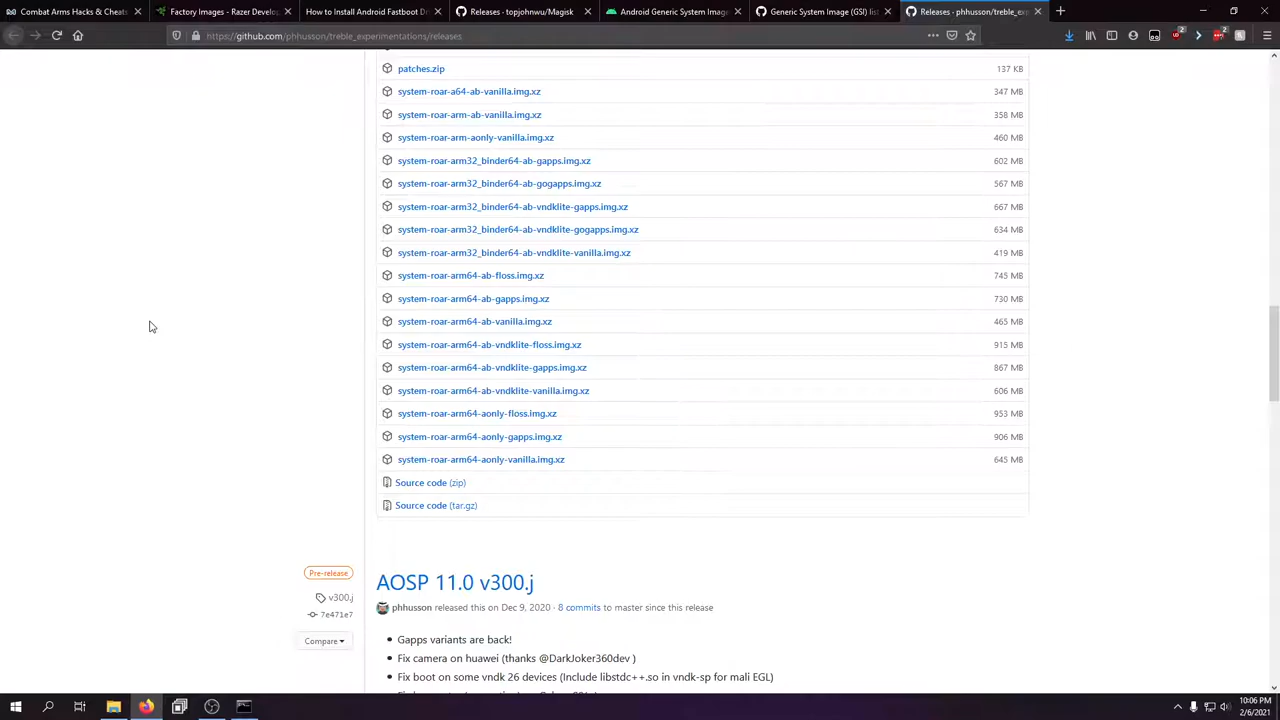 Combat Arms Hacks & Cheats
Factory Images - Razer Develop
How To Install Android Fastboot Dr
Releases - topjohnwu/Magisk
Android Generic System Image
Generic System Image (GSI) list
Releases - phhusson/treble_exp
https://github.com/phhusson/treble_experimentations/releases
patches.zip 137 KB
system-roar-a64-ab-vanilla.img.xz 347 MB
system-roar-arm-ab-vanilla.img.xz 358 MB
system-roar-arm-aonly-vanilla.img.xz 460 MB
system-roar-arm32_binder64-ab-gapps.img.xz 602 MB
system-roar-arm32_binder64-ab-gogapps.img.xz 567 MB
system-roar-arm32_binder64-ab-vndklite-gapps.img.xz 667 MB
system-roar-arm32_binder64-ab-vndklite-gogapps.img.xz 634 MB
system-roar-arm32_binder64-ab-vndklite-vanilla.img.xz 419 MB
system-roar-arm64-ab-floss.img.xz 745 MB
system-roar-arm64-ab-gapps.img.xz 730 MB
system-roar-arm64-ab-vanilla.img.xz 465 MB
system-roar-arm64-ab-vndklite-floss.img.xz 915 MB
system-roar-arm64-ab-vndklite-gapps.img.xz 867 MB
system-roar-arm64-ab-vndklite-vanilla.img.xz 606 MB
system-roar-arm64-aonly-floss.img.xz 953 MB
system-roar-arm64-aonly-gapps.img.xz 906 MB
system-roar-arm64-aonly-vanilla.img.xz 645 MB
Source code (zip)
Source code (tar.gz)
Pre-release
v300.j
7e471e7
Compare
AOSP 11.0 v300.j
phhusson released this on Dec 9, 2020 · 8 commits to master since this release
Gapps variants are back!
Fix camera on huawei (thanks @DarkJoker360dev )
Fix boot on some vndk 26 devices (Include libstdc++.so in vndk-sp for mali EGL)
10:06 PM
2/6/2021